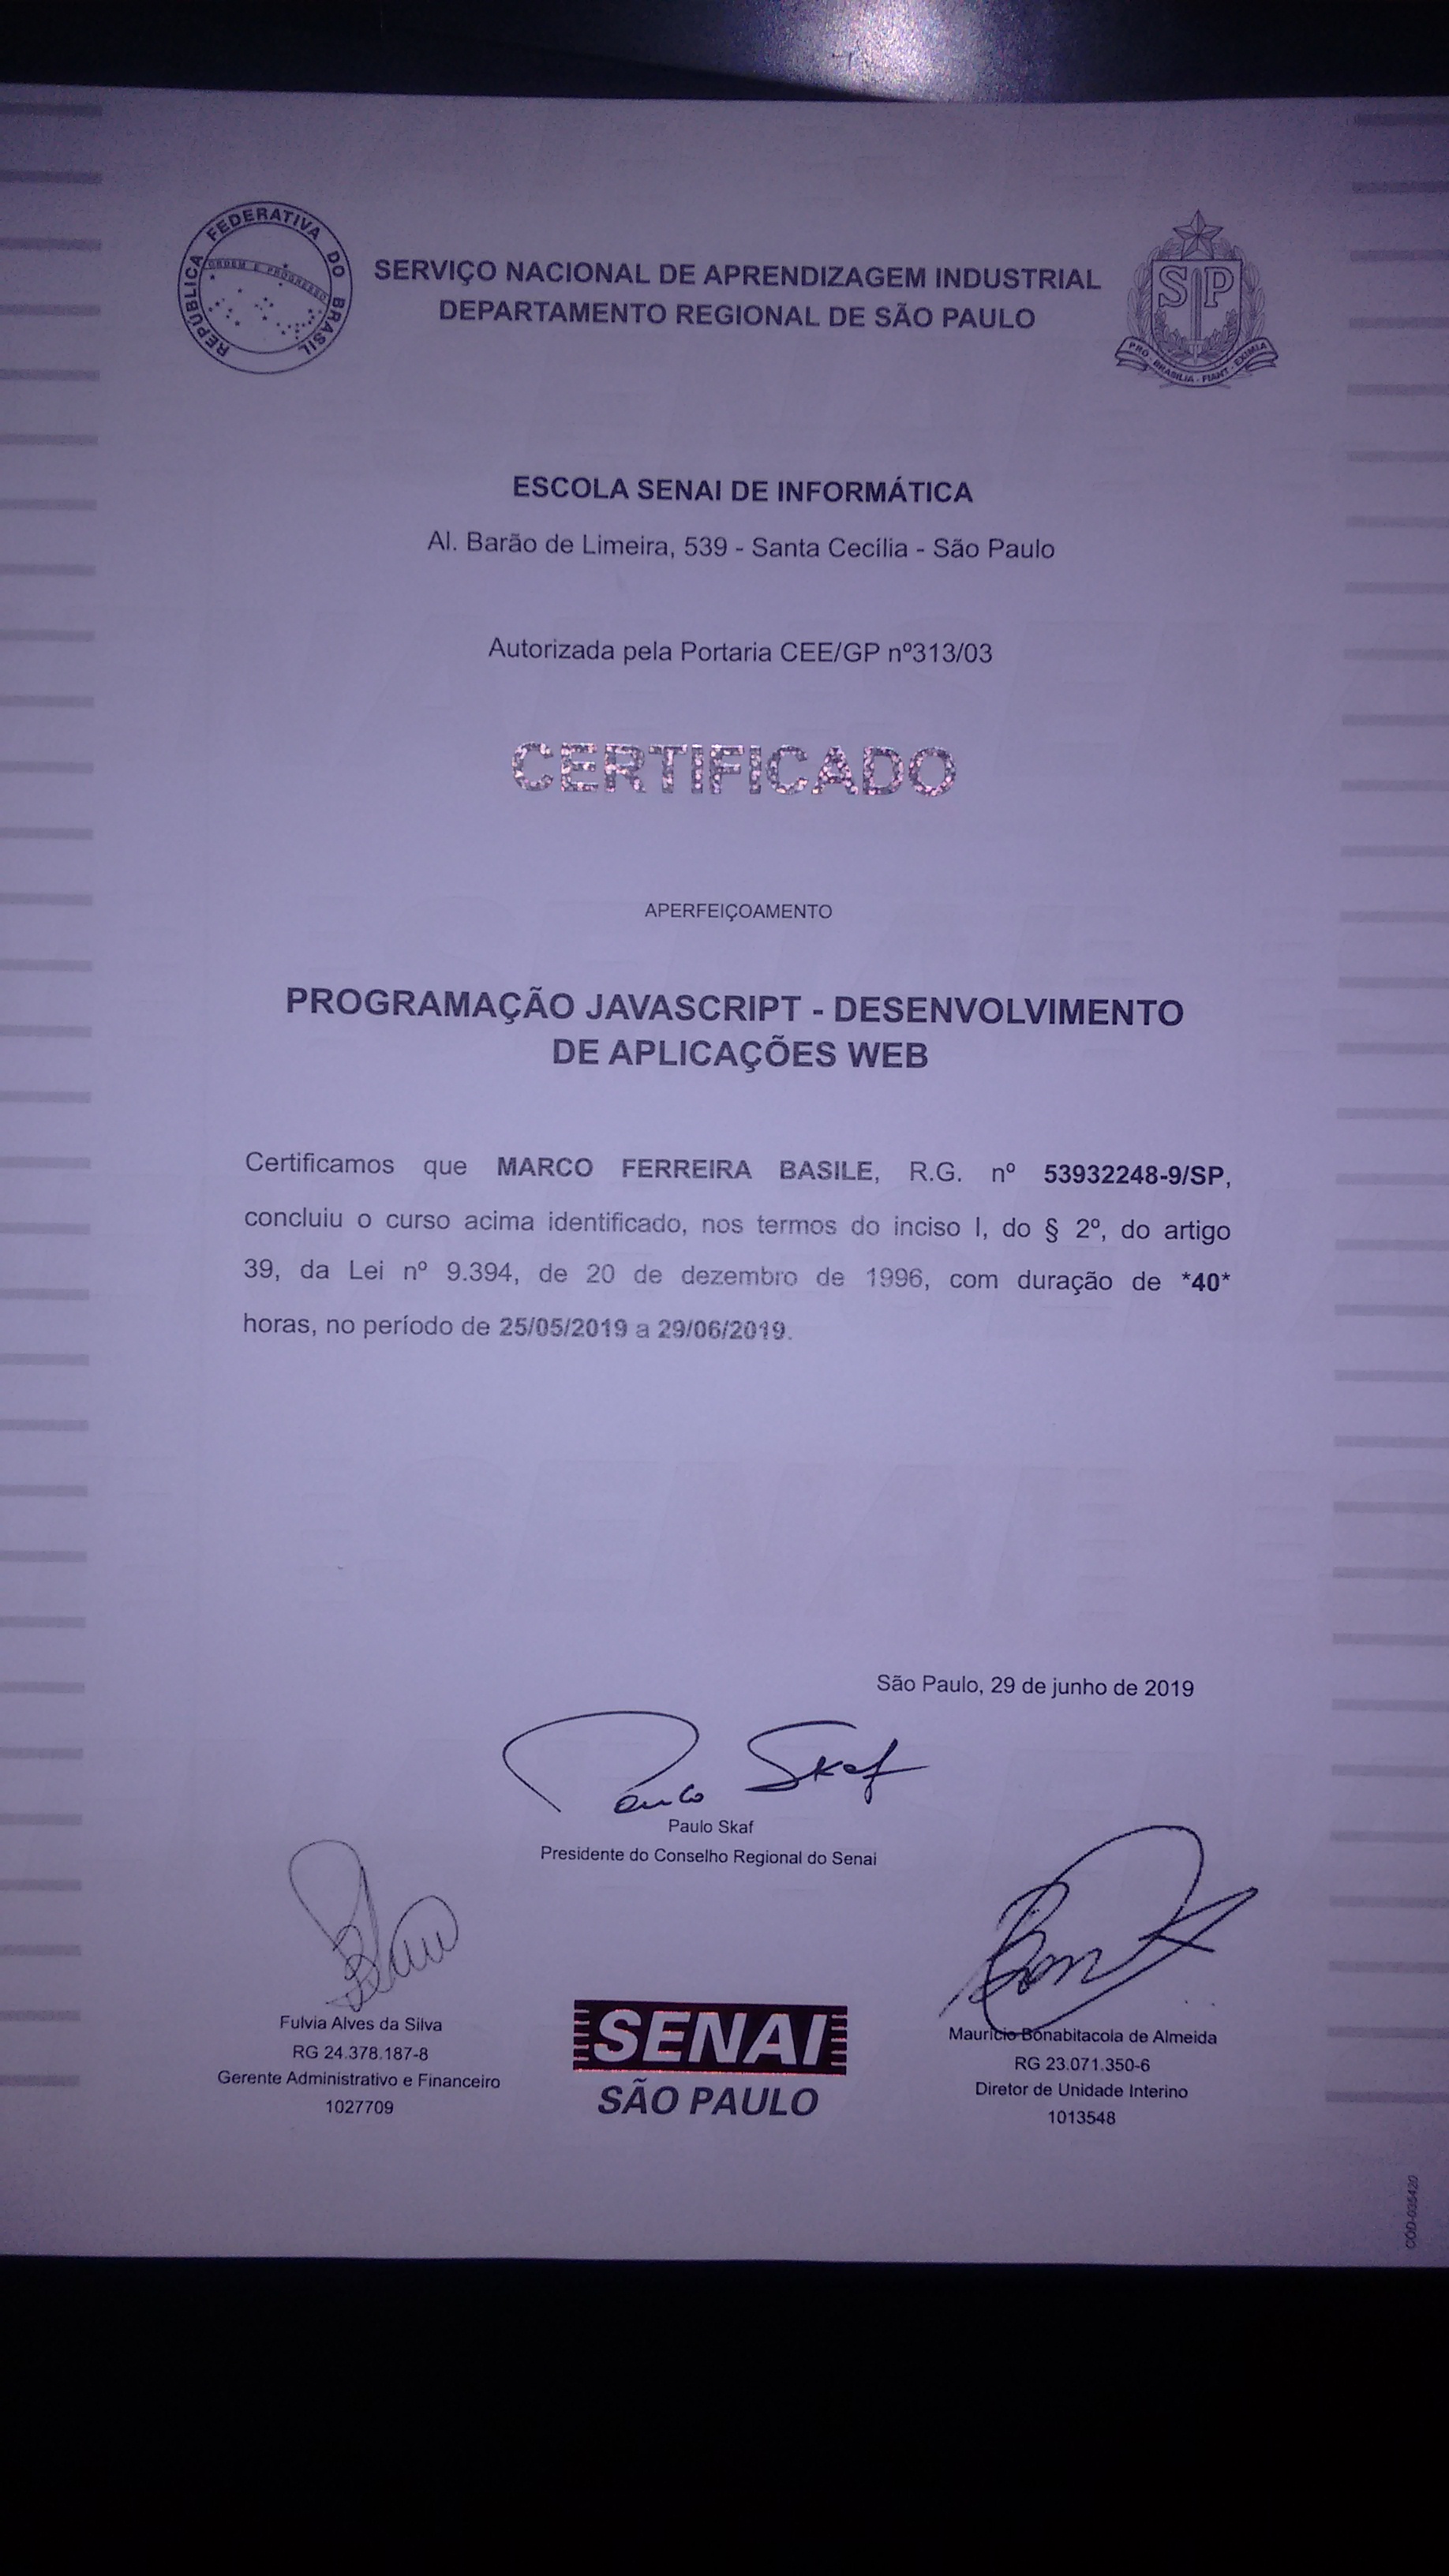 REPÚBLICA FEDERATIVA DO BRASIL
ORDEM E PROGRESSO
SERVIÇO NACIONAL DE APRENDIZAGEM INDUSTRIAL
DEPARTAMENTO REGIONAL DE SÃO PAULO
SP
PRO · BRASILIA · FIANT · EXIMIA
ESCOLA SENAI DE INFORMÁTICA
Al. Barão de Limeira, 539 - Santa Cecília - São Paulo
Autorizada pela Portaria CEE/GP nº313/03
CERTIFICADO
APERFEIÇOAMENTO
PROGRAMAÇÃO JAVASCRIPT - DESENVOLVIMENTO
DE APLICAÇÕES WEB
Certificamos que MARCO FERREIRA BASILE, R.G. nº 53932248-9/SP,
concluiu o curso acima identificado, nos termos do inciso I, do § 2º, do artigo
39, da Lei nº 9.394, de 20 de dezembro de 1996, com duração de *40*
horas, no período de 25/05/2019 a 29/06/2019.
São Paulo, 29 de junho de 2019
Paulo Skaf
Paulo Skaf
Presidente do Conselho Regional do Senai
Fulvia Alves da Silva
RG 24.378.187-8
Gerente Administrativo e Financeiro
1027709
SENAI
SÃO PAULO
Maurício Bonabitacola de Almeida
RG 23.071.350-6
Diretor de Unidade Interino
1013548
CÓD-035420